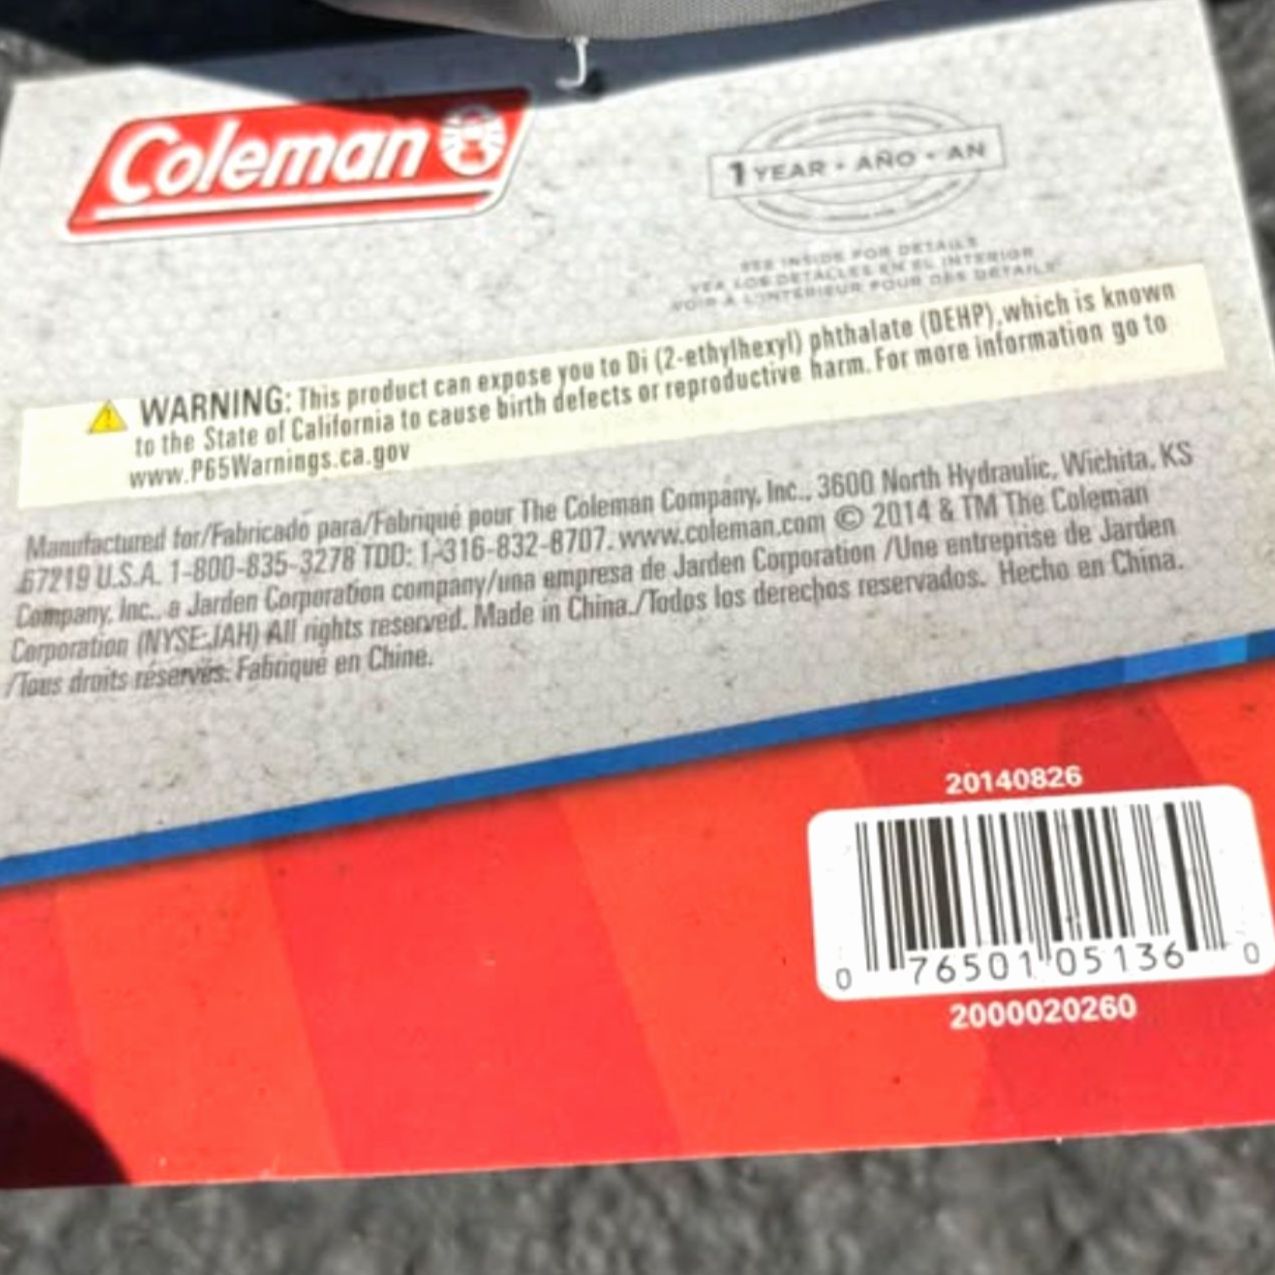 Coleman
1 YEAR • AÑO • AN
SEE INSIDE FOR DETAILS
VEA LOS DETALLES EN EL INTERIOR
VOIR À L'INTÉRIEUR POUR DES DÉTAILS
WARNING: This product can expose you to Di (2-ethylhexyl) phthalate (DEHP),which is known
to the State of California to cause birth defects or reproductive harm. For more information go to
www.P65Warnings.ca.gov
Manufactured for/Fabricado para/Fabriqué pour The Coleman Company, Inc., 3600 North Hydraulic, Wichita, KS
67219 U.S.A. 1-800-835-3278 TDD: 1-316-832-8707. www.coleman.com © 2014 & TM The Coleman
Company, Inc., a Jarden Corporation company/una empresa de Jarden Corporation /Une entreprise de Jarden
Corporation (NYSE:JAH) All rights reserved. Made in China./Todos los derechos reservados. Hecho en China.
/Tous droits réservés. Fabriqué en Chine.
20140826
0 76501 05136 0
2000020260